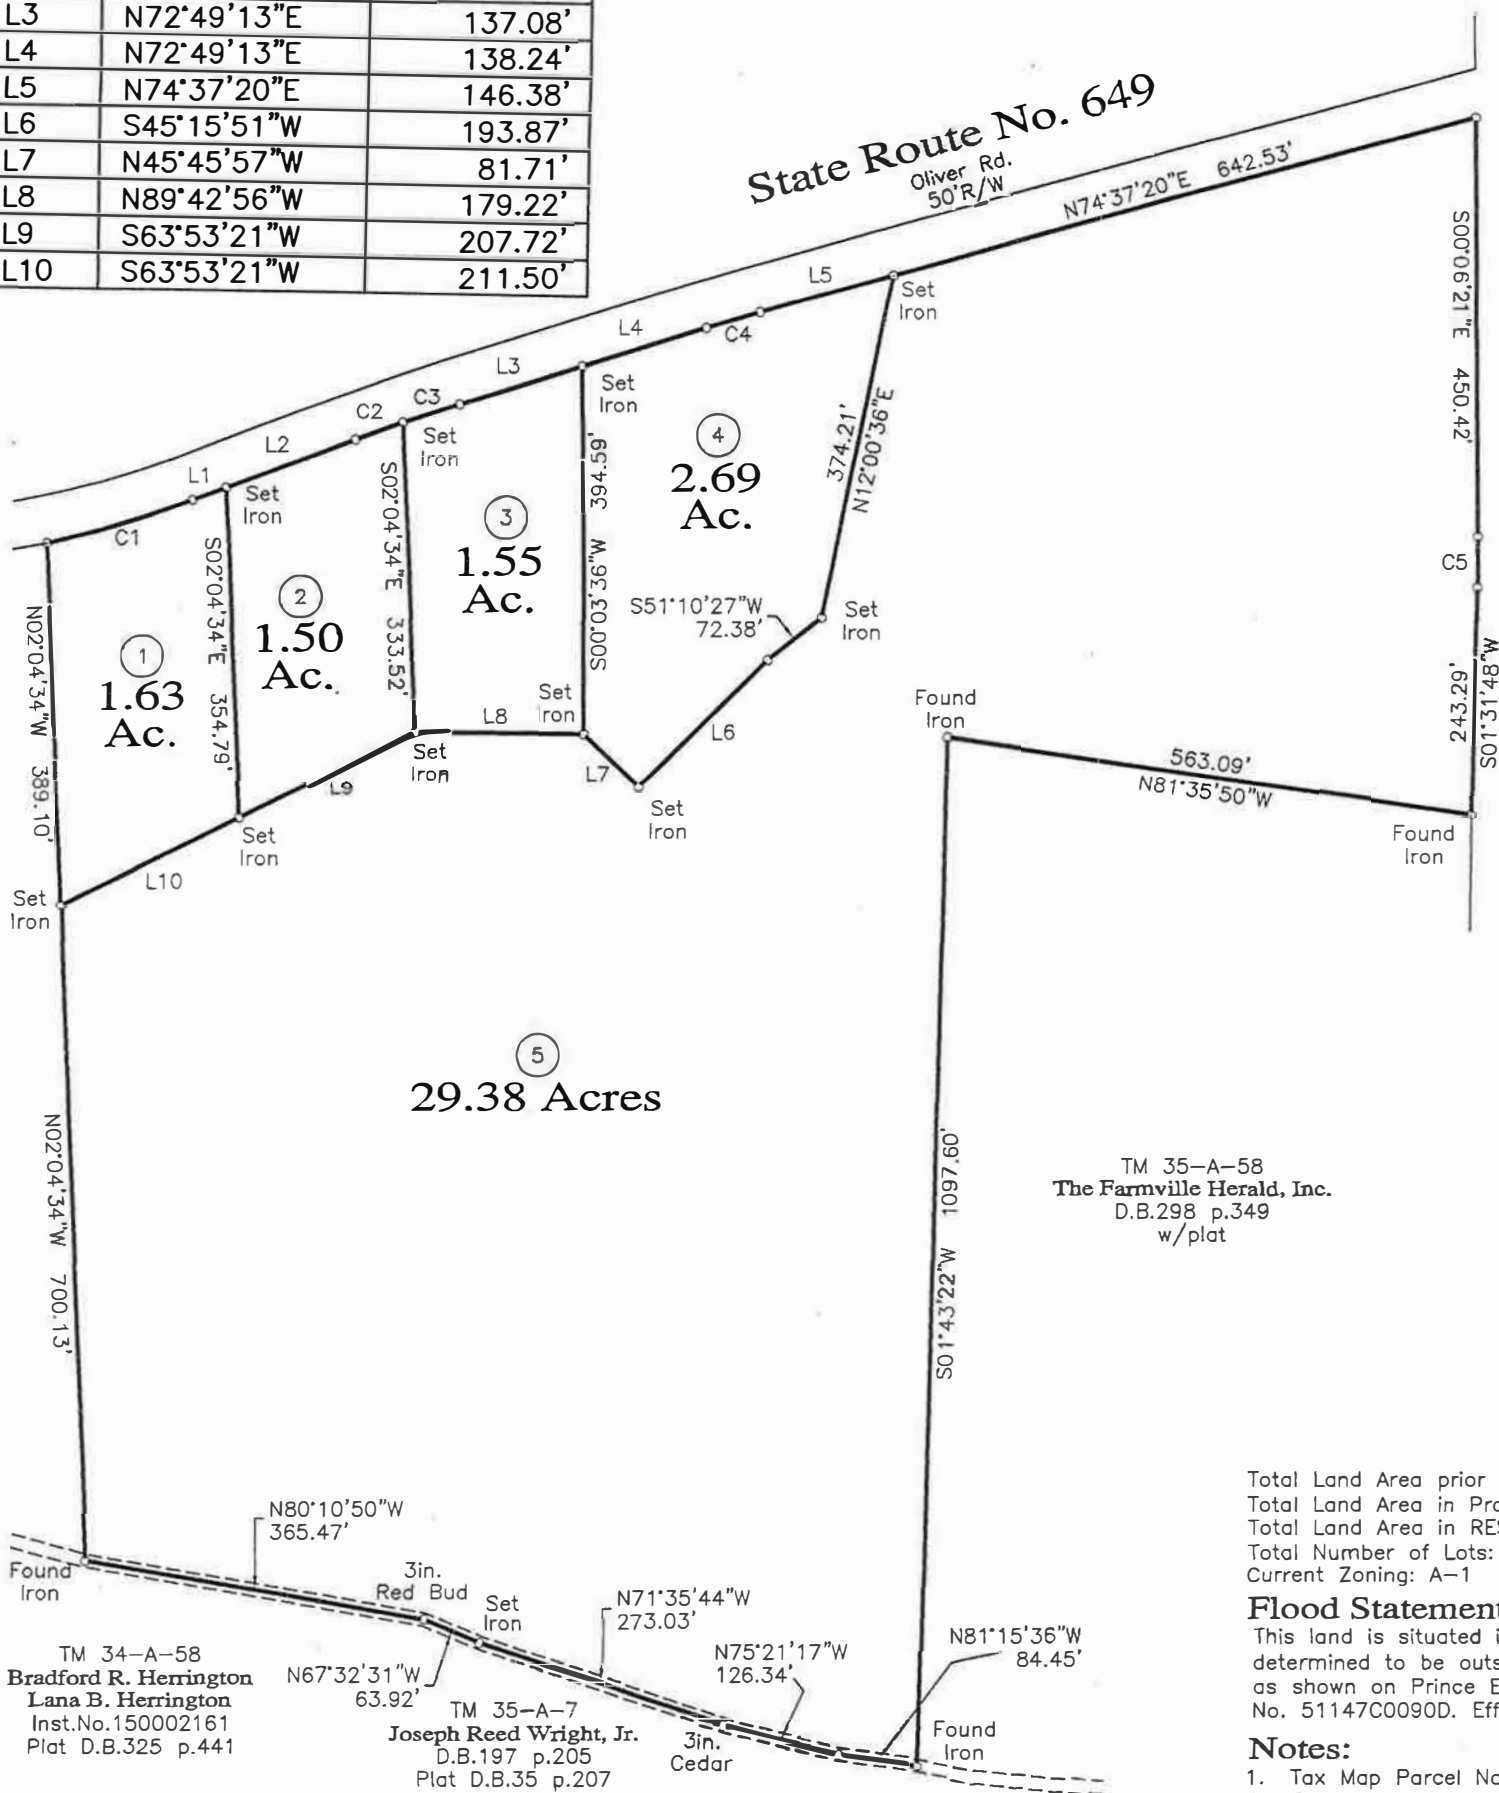 L3 N72°49'13"E 137.08'
L4 N72°49'13"E 138.24'
L5 N74°37'20"E 146.38'
L6 S45°15'51"W 193.87'
L7 N45°45'57"W 81.71'
L8 N89°42'56"W 179.22'
L9 S63°53'21"W 207.72'
L10 S63°53'21"W 211.50'
State Route No. 649
Oliver Rd.
50'R/W
N74°37'20"E 642.53'
S00°06'21"E 450.42'
C5
243.29'
S01°31'48"W
L5
C4
L4
L3
C3
C2
L2
L1
C1
Set
Iron
Set
Iron
Set
Iron
Set
Iron
N02°04'34"W 389.10'
1
1.63
Ac.
S02°04'34"E 354.79'
2
1.50
Ac.
S02°04'34"E 333.52'
3
1.55
Ac.
S00°03'36"W 394.59'
4
2.69
Ac.
374.21'
N12°00'36"E
S51°10'27"W
72.38'
Set
Iron
Set
Iron
L8
L7
L6
Set
Iron
Set
Iron
L9
Set
Iron
L10
Set
Iron
Found
Iron
563.09'
N81°35'50"W
Found
Iron
5
29.38 Acres
N02°04'34"W 700.13'
S01°43'22"W 1097.60'
TM 35-A-58
The Farmville Herald, Inc.
D.B.298 p.349
w/plat
N80°10'50"W
365.47'
Found
Iron
3in.
Red Bud
Set
Iron
N71°35'44"W
273.03'
N75°21'17"W
126.34'
N81°15'36"W
84.45'
N67°32'31"W
63.92'
TM 34-A-58
Bradford R. Herrington
Lana B. Herrington
Inst.No.150002161
Plat D.B.325 p.441
TM 35-A-7
Joseph Reed Wright, Jr.
D.B.197 p.205
Plat D.B.35 p.207
3in.
Cedar
Found
Iron
Total Land Area prior
Total Land Area in Pro
Total Land Area in RES
Total Number of Lots:
Current Zoning: A-1
Flood Statement
This land is situated i
determined to be outs
as shown on Prince E
No. 51147C0090D. Eff
Notes:
1. Tax Map Parcel No